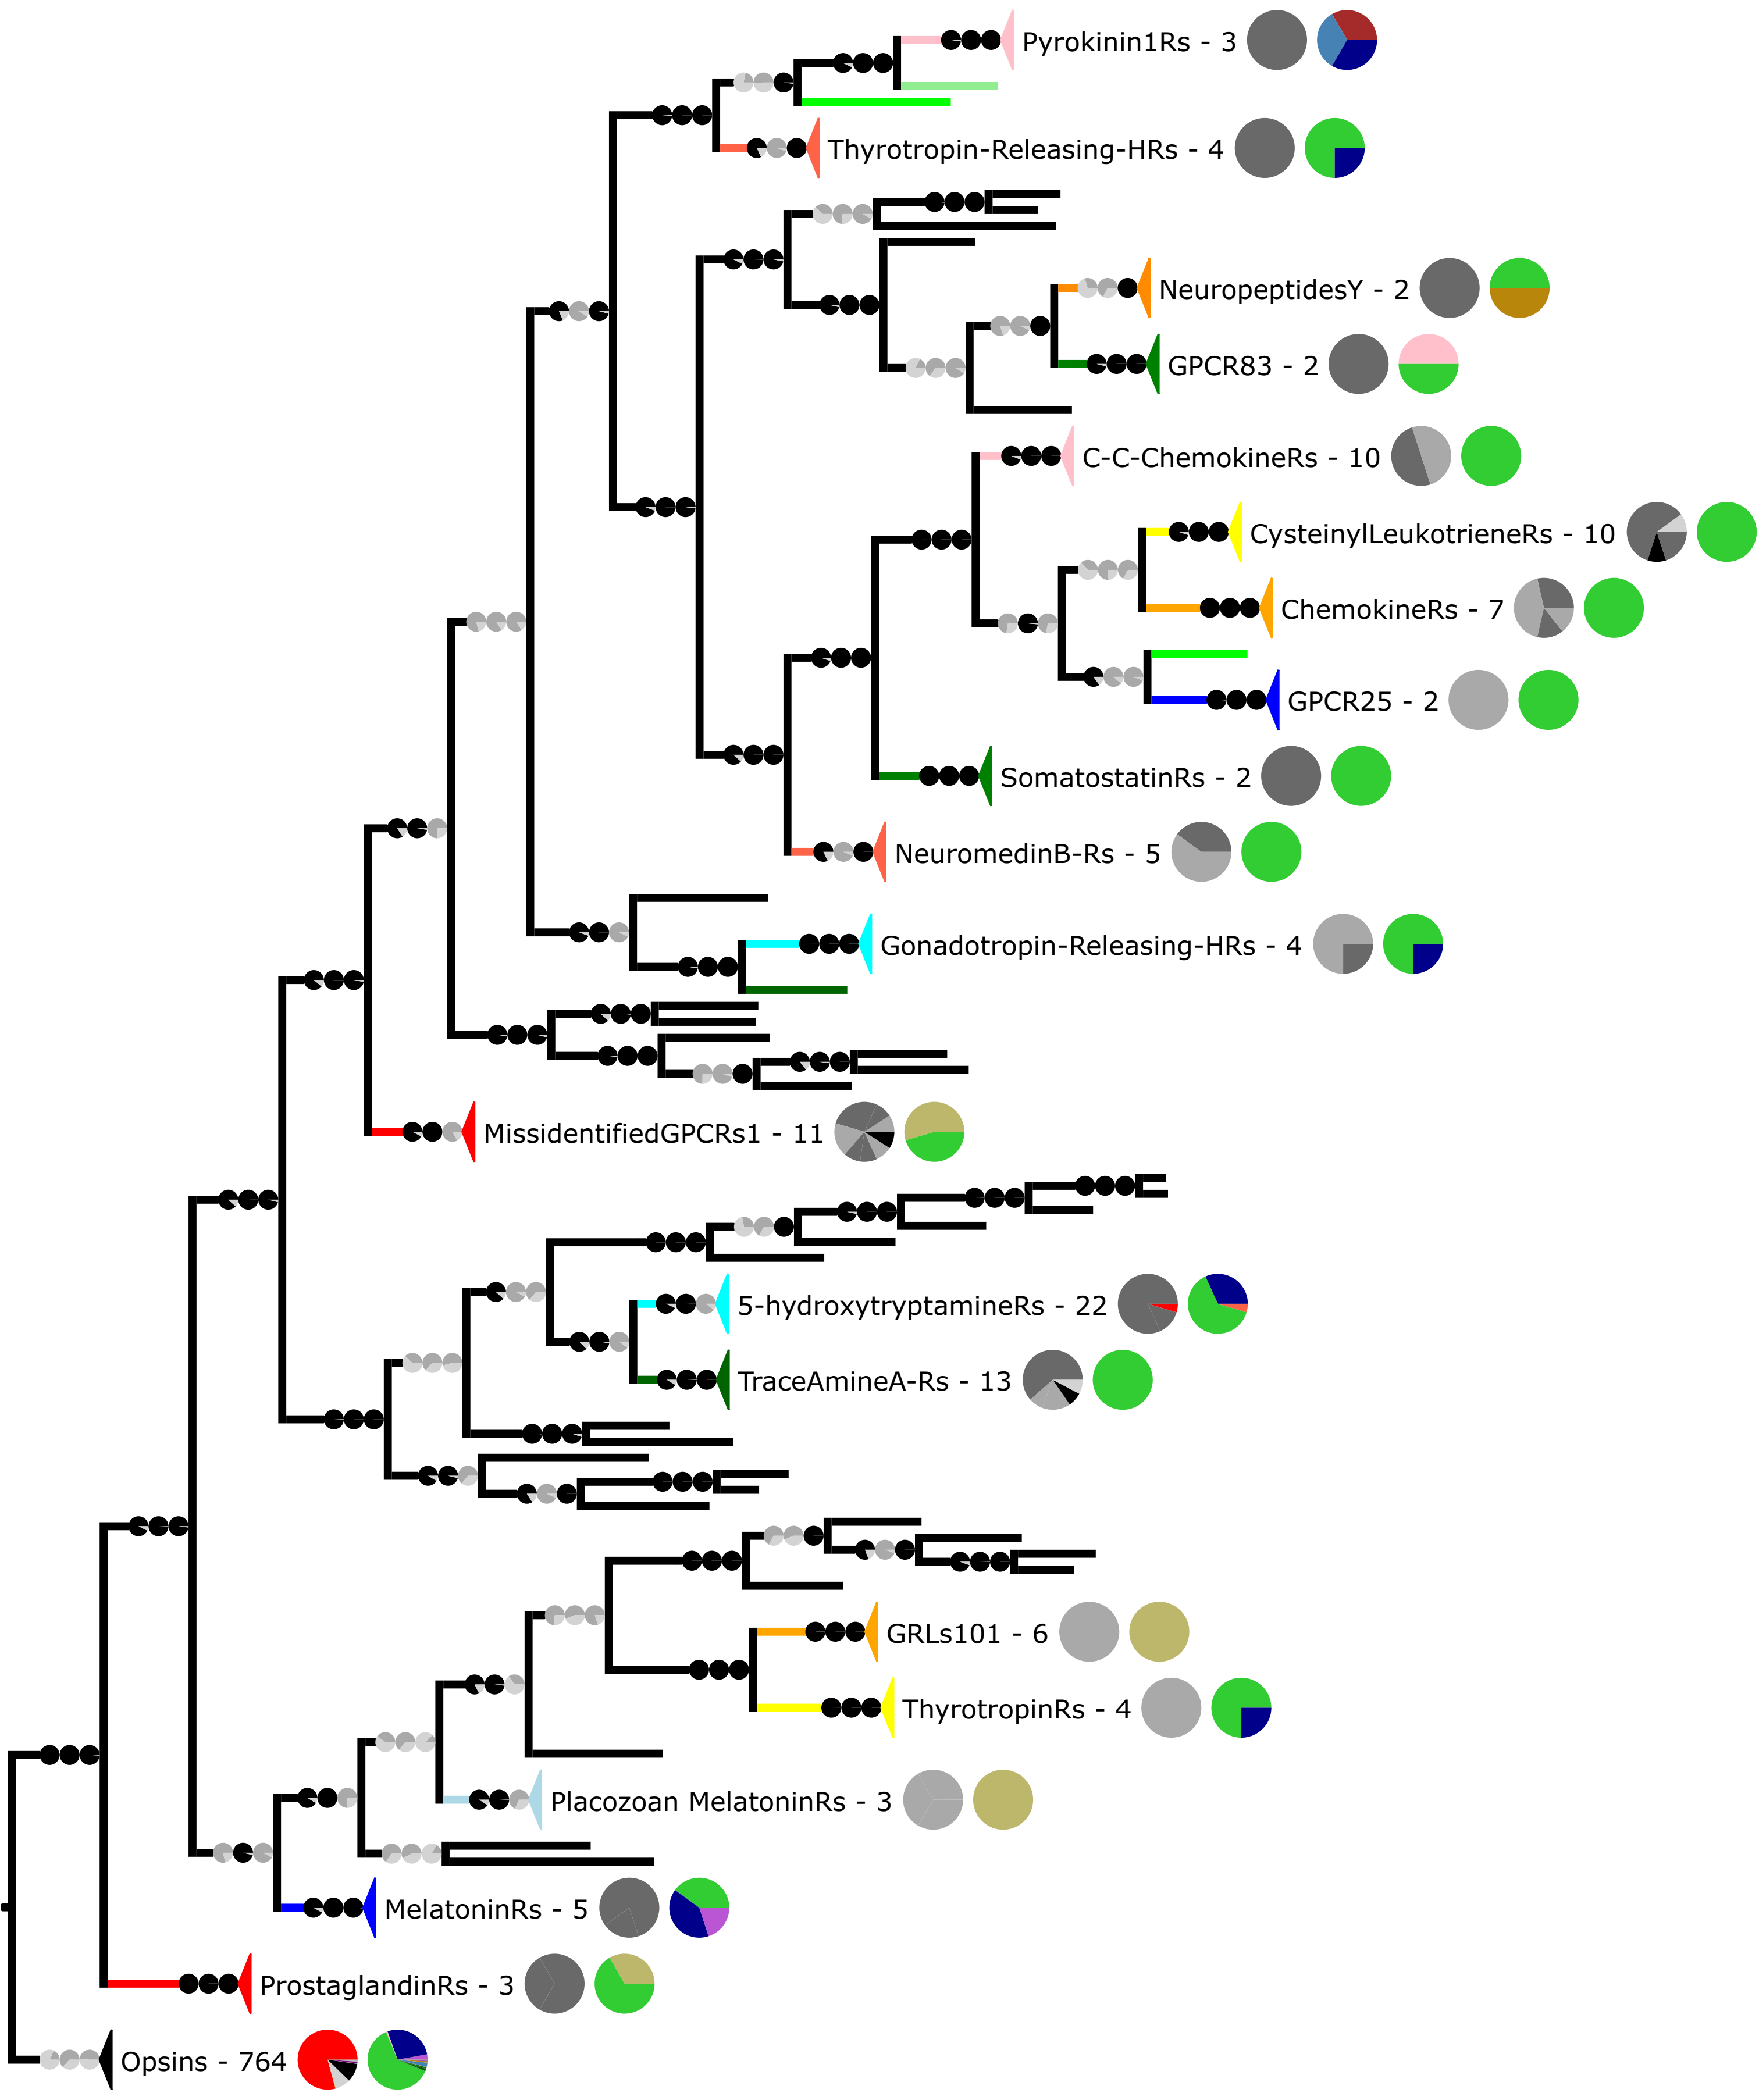 Pyrokinin1Rs - 3
Thyrotropin-Releasing-HRs - 4
NeuropeptidesY - 2
GPCR83 - 2
C-C-ChemokineRs - 10
CysteinylLeukotrieneRs - 10
ChemokineRs - 7
GPCR25 - 2
SomatostatinRs - 2
NeuromedinB-Rs - 5
Gonadotropin-Releasing-HRs - 4
MissidentifiedGPCRs1 - 11
5-hydroxytryptamineRs - 22
TraceAmineA-Rs - 13
GRLs101 - 6
ThyrotropinRs - 4
Placozoan MelatoninRs - 3
MelatoninRs - 5
ProstaglandinRs - 3
Opsins - 764